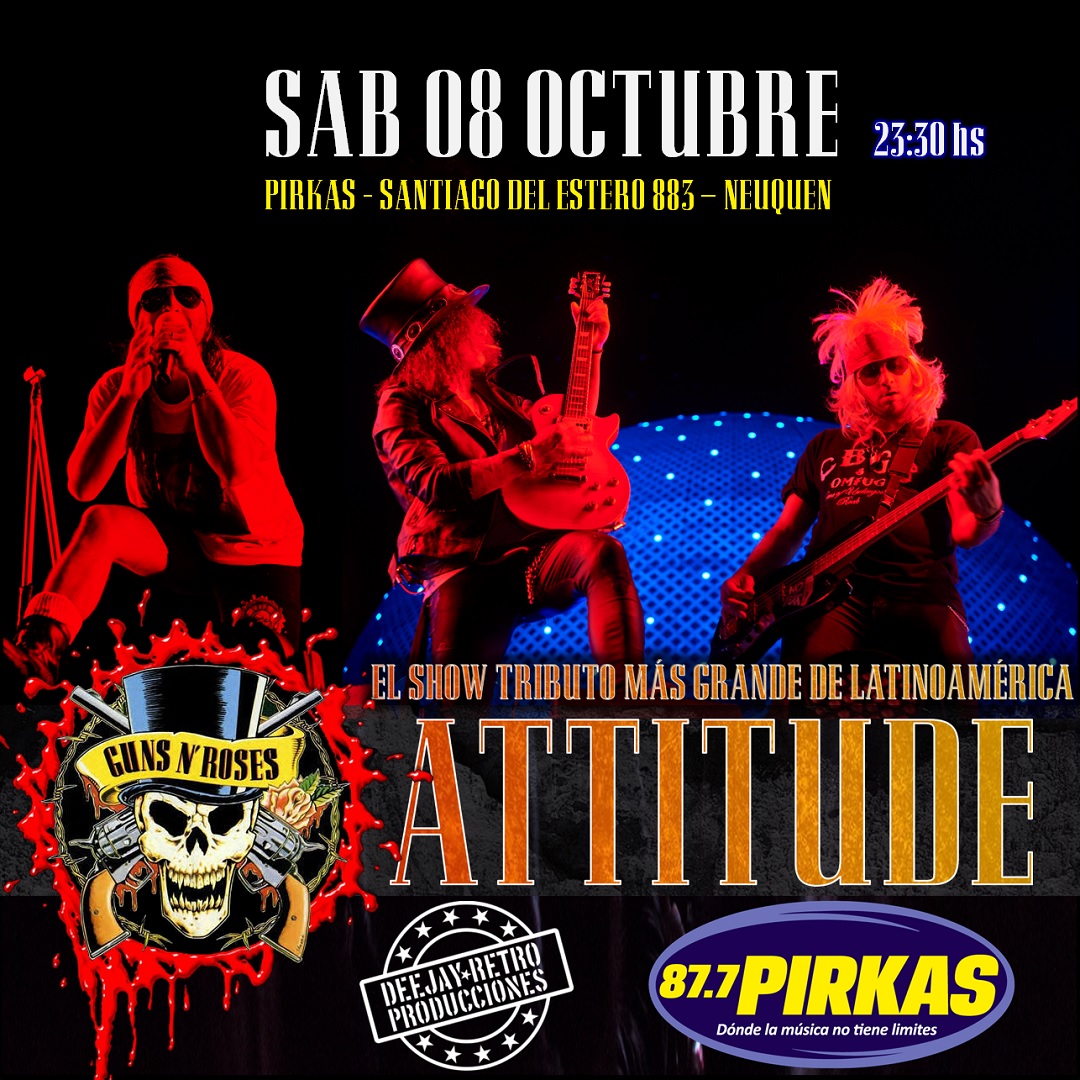 SAB 08 OCTUBRE
23:30 hs
PIRKAS - SANTIAGO DEL ESTERO 883 – NEUQUEN
EL SHOW TRIBUTO MÁS GRANDE DE LATINOAMÉRICA
ATTITUDE
GUNS N' ROSES
DEEJAY★RETRO
PRODUCCIONES
87.7 PIRKAS
Dónde la música no tiene limites